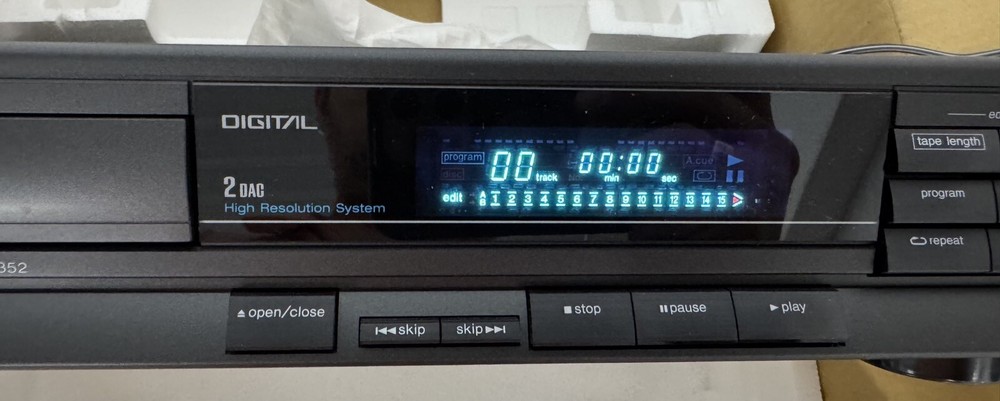 DIGITAL
2 DAC
High Resolution System
program
disc
00 track
00:00
min sec
A.cue
edit
A
B
1 2 3 4 5 6 7 8 9 10 11 12 13 14 15
tape length
program
repeat
352
open/close
skip
skip
stop
pause
play